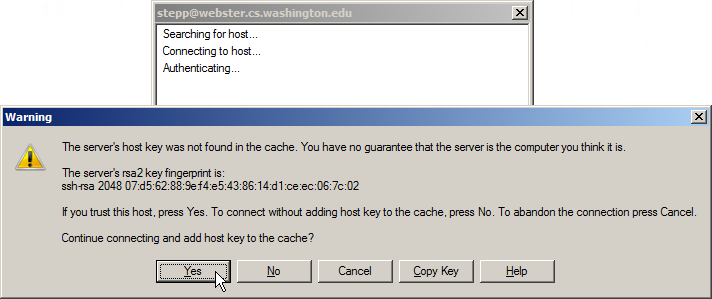 stepp@webster.cs.washington.edu
Searching for host...
Connecting to host...
Authenticating...
Warning
The server's host key was not found in the cache. You have no guarantee that the server is the computer you think it is.
The server's rsa2 key fingerprint is:
ssh-rsa 2048 07:d5:62:88:9e:f4:e5:43:86:14:d1:ce:ec:06:7c:02
If you trust this host, press Yes. To connect without adding host key to the cache, press No. To abandon the connection press Cancel.
Continue connecting and add host key to the cache?
Yes No Cancel Copy Key Help